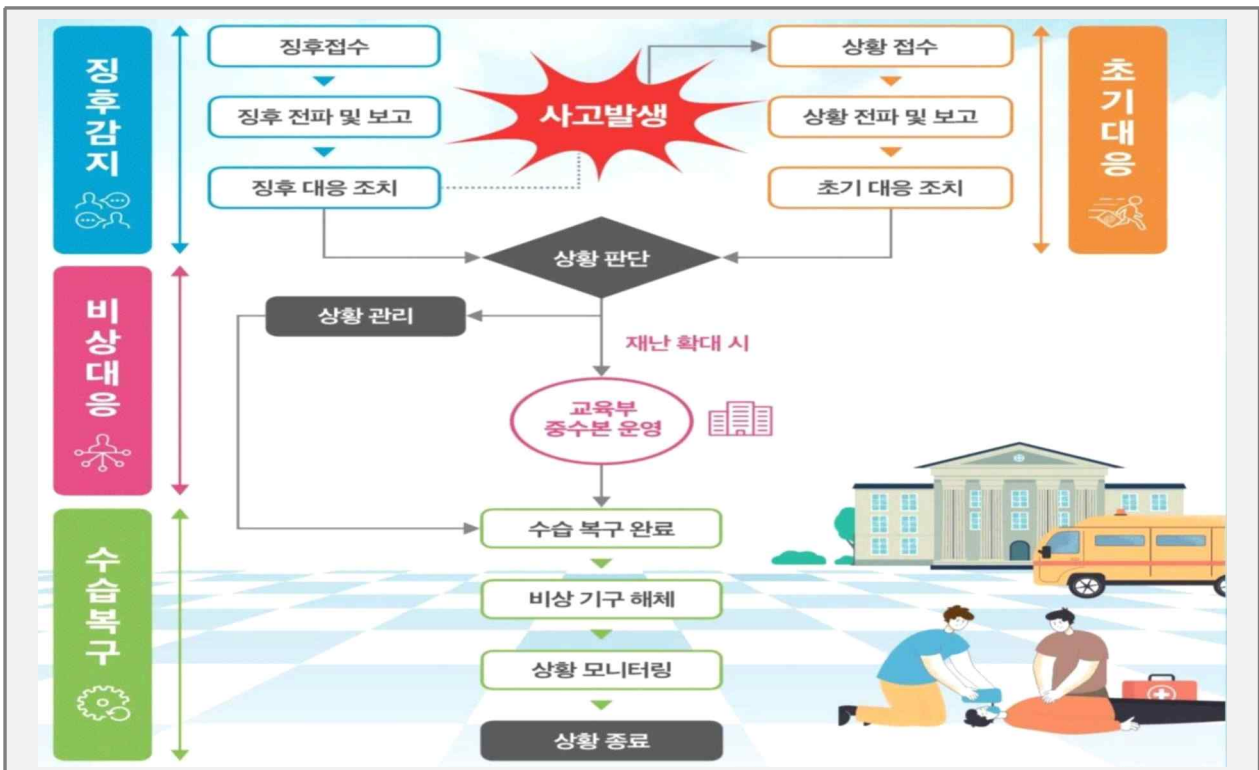 징후감지
징후접수
징후 전파 및 보고
징후 대응 조치
사고발생
상황 접수
상황 전파 및 보고
초기 대응 조치
초기대응
상황 판단
비상대응
상황 관리
재난 확대 시
교육부
중수본 운영
수습복구
수습 복구 완료
비상 기구 해체
상황 모니터링
상황 종료